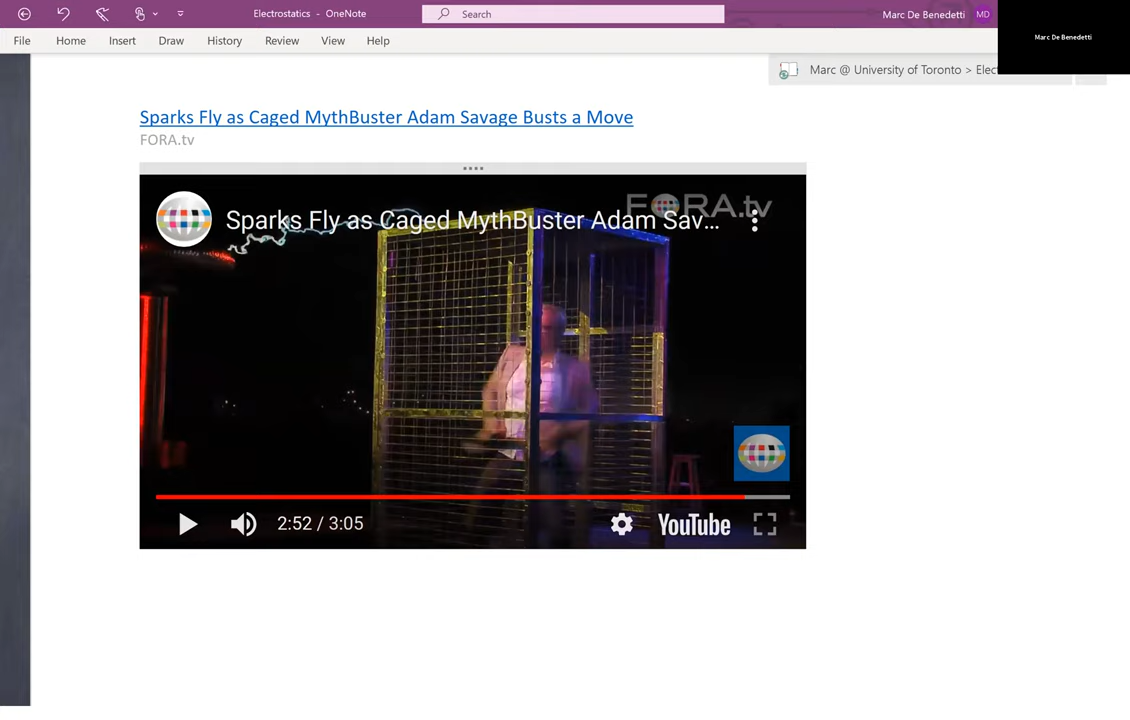 Electrostatics - OneNote
Search
Marc De Benedetti
MD
Marc De Benedetti
File
Home
Insert
Draw
History
Review
View
Help
Marc @ University of Toronto >
Sparks Fly as Caged MythBuster Adam Savage Busts a Move
FORA.tv
FORA.tv
Sparks Fly as Caged MythBuster Adam Sav...
2:52 / 3:05
YouTube